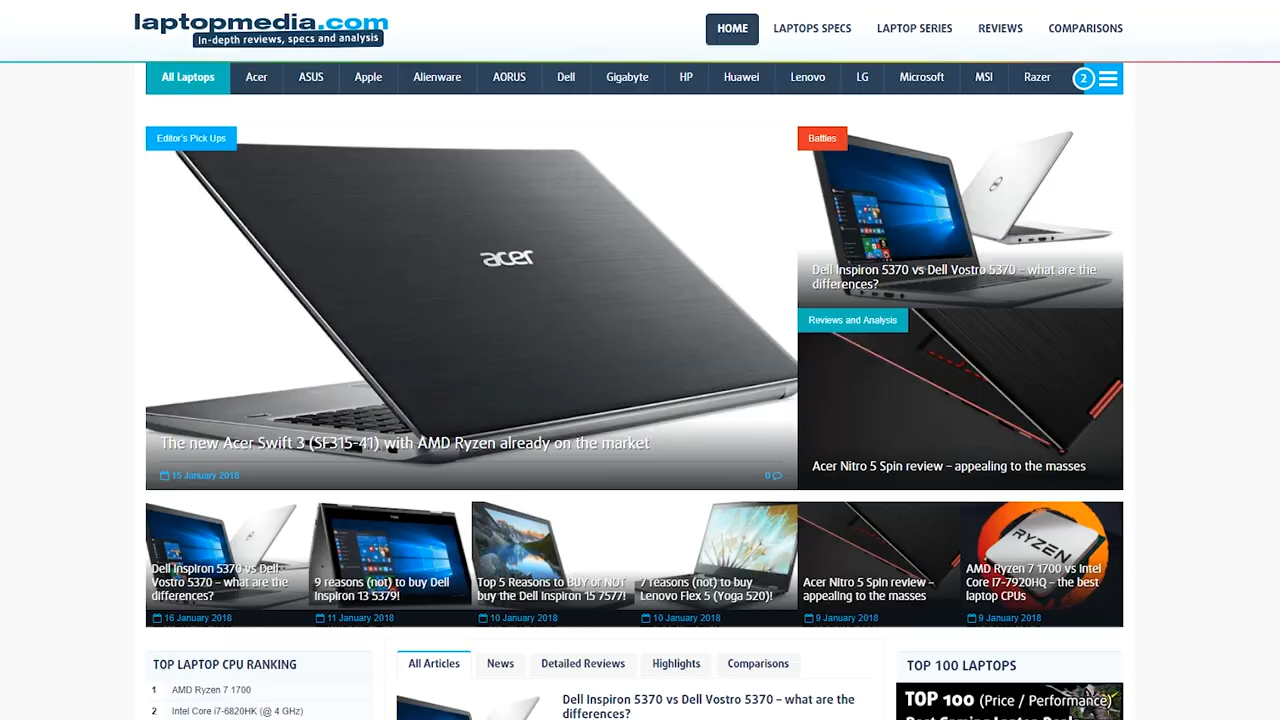 laptopmedia.com
In-depth reviews, specs and analysis
HOME
LAPTOPS SPECS
LAPTOP SERIES
REVIEWS
COMPARISONS
All Laptops
Acer
ASUS
Apple
Alienware
AORUS
Dell
Gigabyte
HP
Huawei
Lenovo
LG
Microsoft
MSI
Razer
2
Editor's Pick Ups
acer
The new Acer Swift 3 (SF315-41) with AMD Ryzen already on the market
15 January 2018
0
Battles
Dell Inspiron 5370 vs Dell Vostro 5370 – what are the
differences?
Reviews and Analysis
Acer Nitro 5 Spin review – appealing to the masses
Dell Inspiron 5370 vs Dell
Vostro 5370 – what are the
differences?
16 January 2018
9 reasons (not) to buy Dell
Inspiron 13 5379!
11 January 2018
Top 5 Reasons to BUY or NOT
buy the Dell Inspiron 15 7577!
10 January 2018
7 reasons (not) to buy
Lenovo Flex 5 (Yoga 520)!
10 January 2018
Acer Nitro 5 Spin review –
appealing to the masses
9 January 2018
RYZEN
AMD Ryzen 7 1700 vs Intel
Core i7-7920HQ – the best
laptop CPUs
9 January 2018
TOP LAPTOP CPU RANKING
1 AMD Ryzen 7 1700
2 Intel Core i7-6820HK (@ 4 GHz)
All Articles
News
Detailed Reviews
Highlights
Comparisons
Dell Inspiron 5370 vs Dell Vostro 5370 – what are the
differences?
TOP 100 LAPTOPS
TOP 100 (Price / Performance)
Best Gaming Laptop Deal